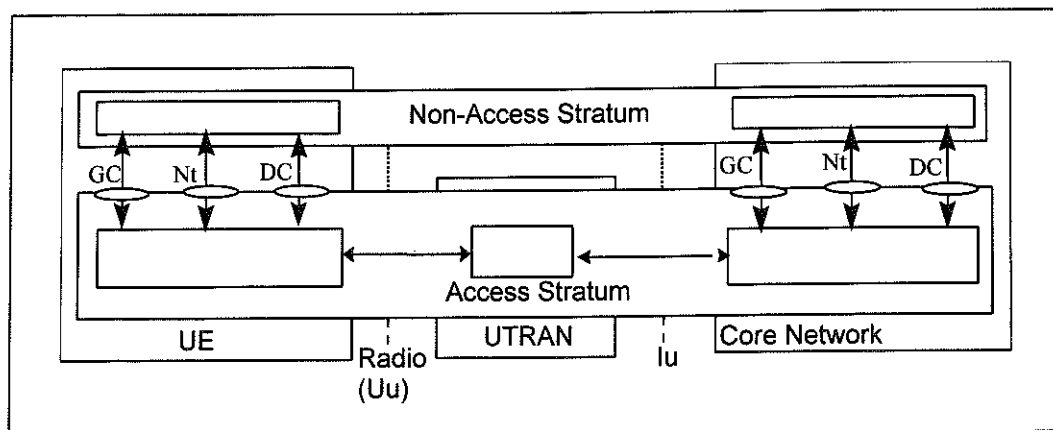 Non-Access Stratum
GC Nt DC GC Nt DC
Access Stratum
UE UTRAN Core Network
Radio Iu
(Uu)